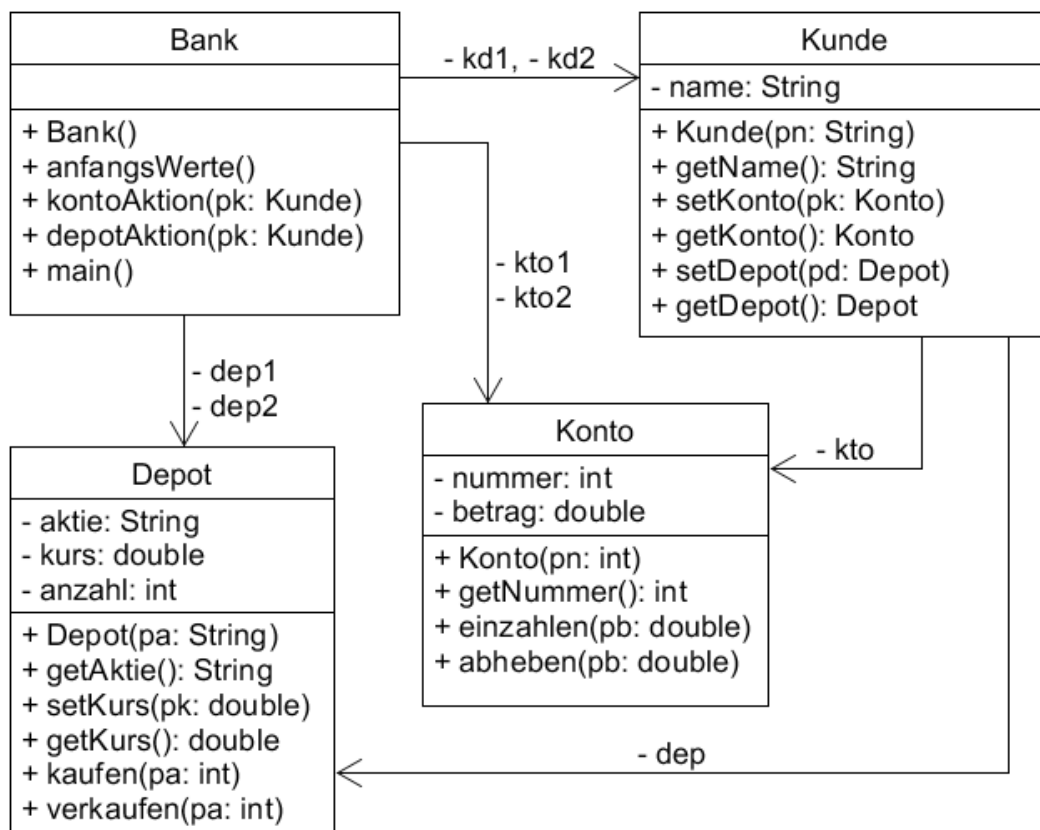 Bank
+ Bank()
+ anfangsWerte()
+ kontoAktion(pk: Kunde)
+ depotAktion(pk: Kunde)
+ main()
- kd1, - kd2
Kunde
- name: String
+ Kunde(pn: String)
+ getName(): String
+ setKonto(pk: Konto)
+ getKonto(): Konto
+ setDepot(pd: Depot)
+ getDepot(): Depot
- kto1
- kto2
- dep1
- dep2
Depot
- aktie: String
- kurs: double
- anzahl: int
+ Depot(pa: String)
+ getAktie(): String
+ setKurs(pk: double)
+ getKurs(): double
+ kaufen(pa: int)
+ verkaufen(pa: int)
Konto
- nummer: int
- betrag: double
+ Konto(pn: int)
+ getNummer(): int
+ einzahlen(pb: double)
+ abheben(pb: double)
- kto
- dep